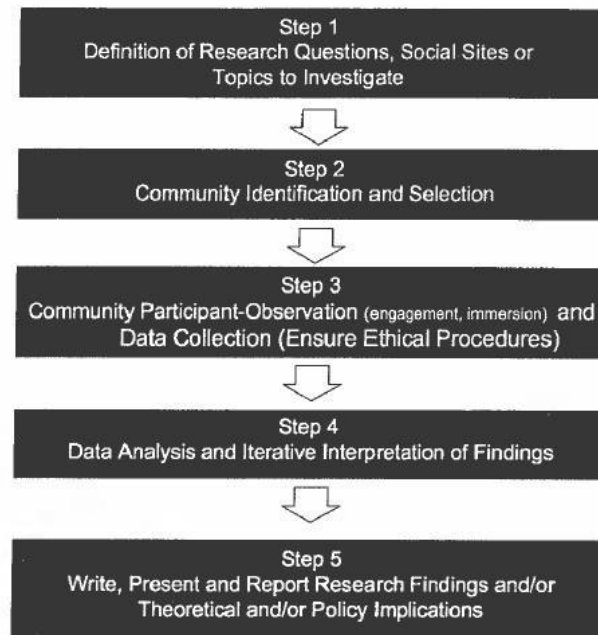 Step 1
Definition of Research Questions, Social Sites or
Topics to Investigate
Step 2
Community Identification and Selection
Step 3
Community Participant-Observation (engagement, immersion) and
Data Collection (Ensure Ethical Procedures)
Step 4
Data Analysis and Iterative Interpretation of Findings
Step 5
Write, Present and Report Research Findings and/or
Theoretical and/or Policy Implications